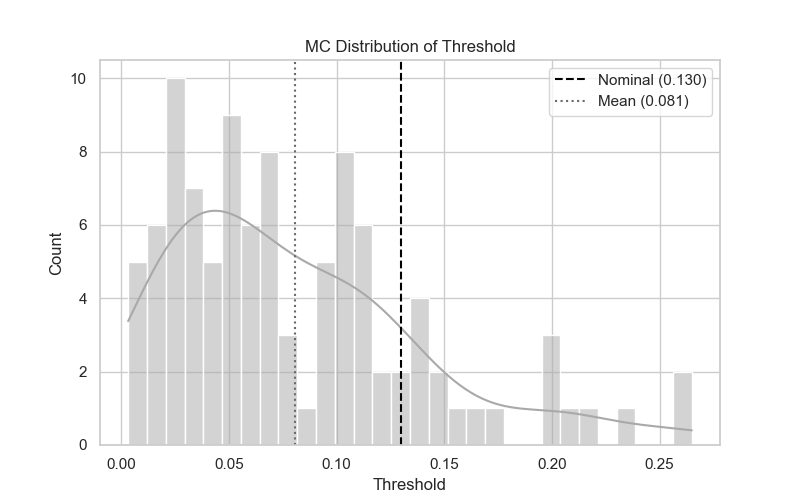 MC Distribution of Threshold
Nominal (0.130)
Mean (0.081)
Count
10
8
6
4
2
0
0.00 0.05 0.10 0.15 0.20 0.25
Threshold